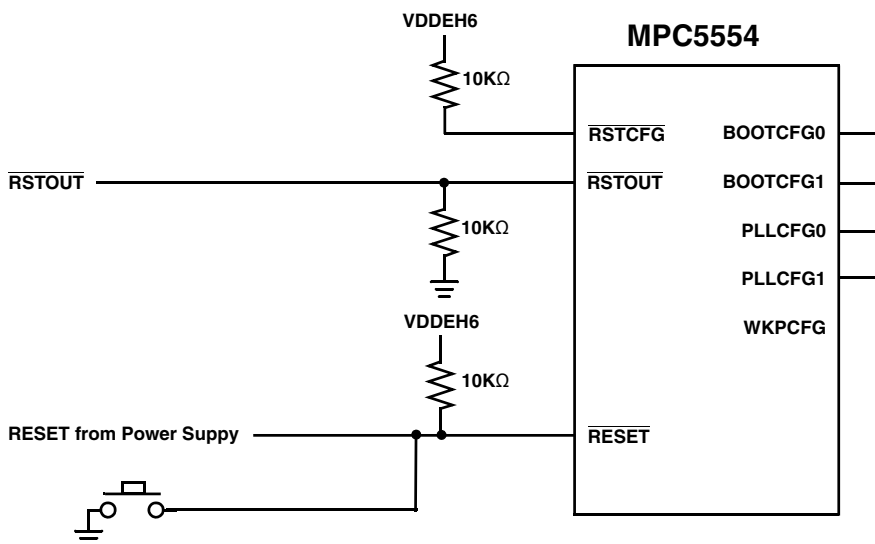 VDDEH6
MPC5554
10KΩ
RSTCFG
BOOTCFG0
RSTOUT
RSTOUT
BOOTCFG1
10KΩ
PLLCFG0
PLLCFG1
VDDEH6
WKPCFG
10KΩ
RESET from Power Suppy
RESET